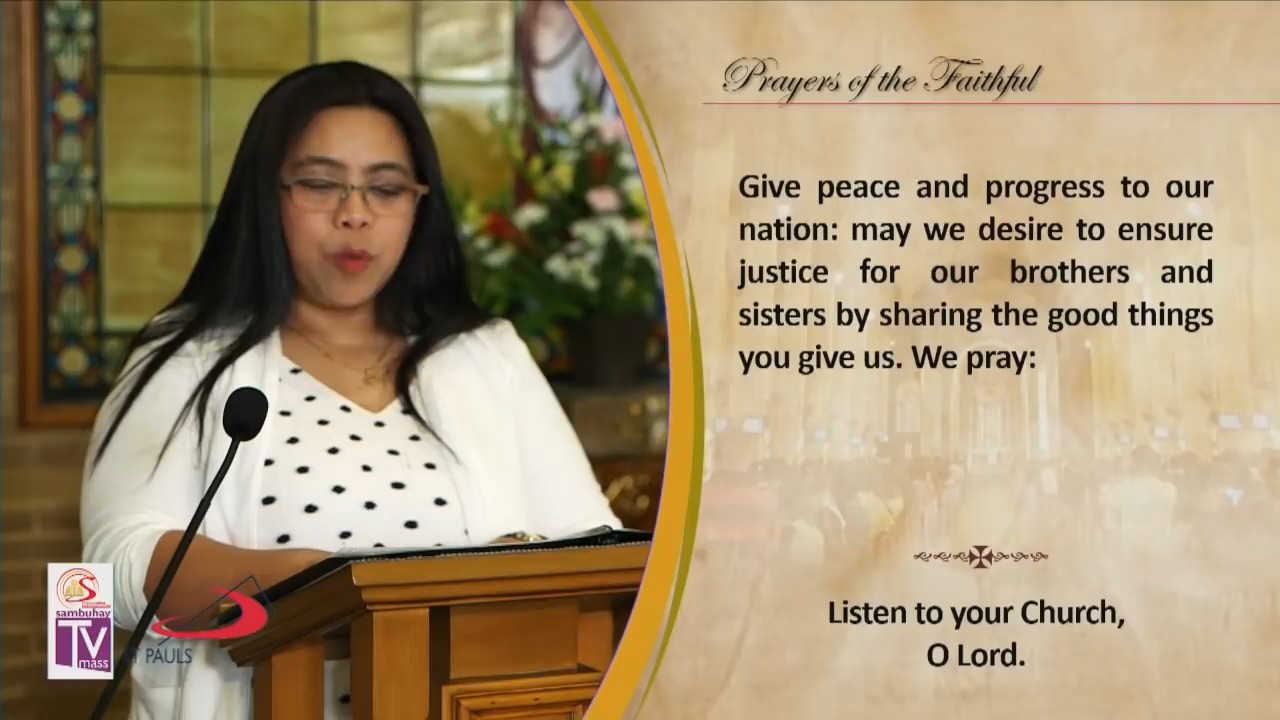 Prayers of the Faithful
Give peace and progress to our
nation: may we desire to ensure
justice for our brothers and
sisters by sharing the good things
you give us. We pray:
Listen to your Church,
O Lord.
sambuhay
TV
mass
ST PAULS